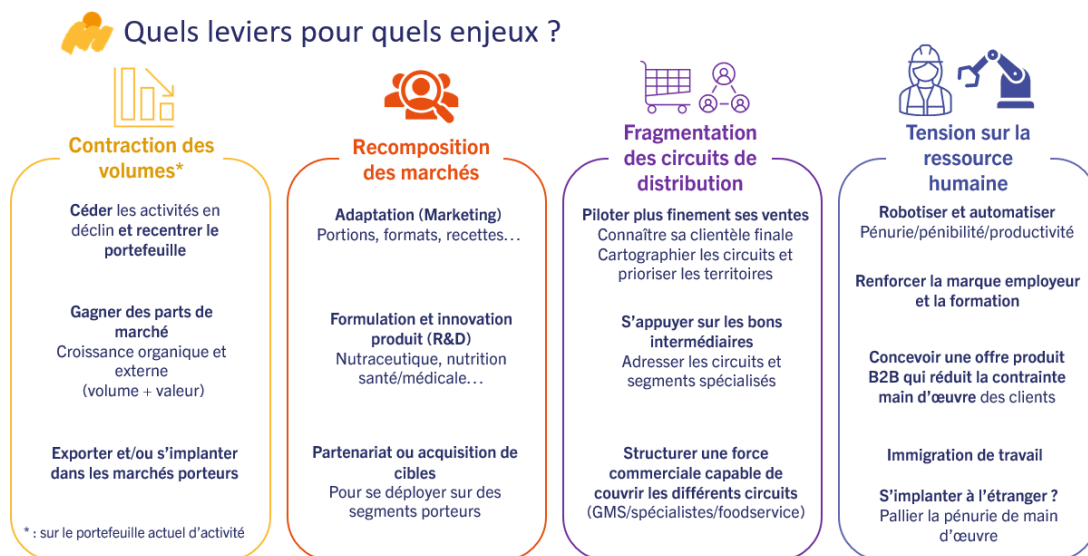 Quels leviers pour quels enjeux ?
Contraction des
volumes*
Céder les activités en
déclin et recentrer le
portefeuille
Gagner des parts de
marché
Croissance organique et
externe
(volume + valeur)
Exporter et/ou s’implanter
dans les marchés porteurs
* : sur le portefeuille actuel d’activité
Recomposition
des marchés
Adaptation (Marketing)
Portions, formats, recettes…
Formulation et innovation
produit (R&D)
Nutraceutique, nutrition
santé/médicale…
Partenariat ou acquisition de
cibles
Pour se déployer sur des
segments porteurs
Fragmentation
des circuits de
distribution
Piloter plus finement ses ventes
Connaître sa clientèle finale
Cartographier les circuits et
prioriser les territoires
S’appuyer sur les bons
intermédiaires
Adresser les circuits et
segments spécialisés
Structurer une force
commerciale capable de
couvrir les différents circuits
(GMS/spécialistes/foodservice)
Tension sur la
ressource
humaine
Robotiser et automatiser
Pénurie/pénibilité/productivité
Renforcer la marque employeur
et la formation
Concevoir une offre produit
B2B qui réduit la contrainte
main d’œuvre des clients
Immigration de travail
S’implanter à l’étranger ?
Pallier la pénurie de main
d’œuvre